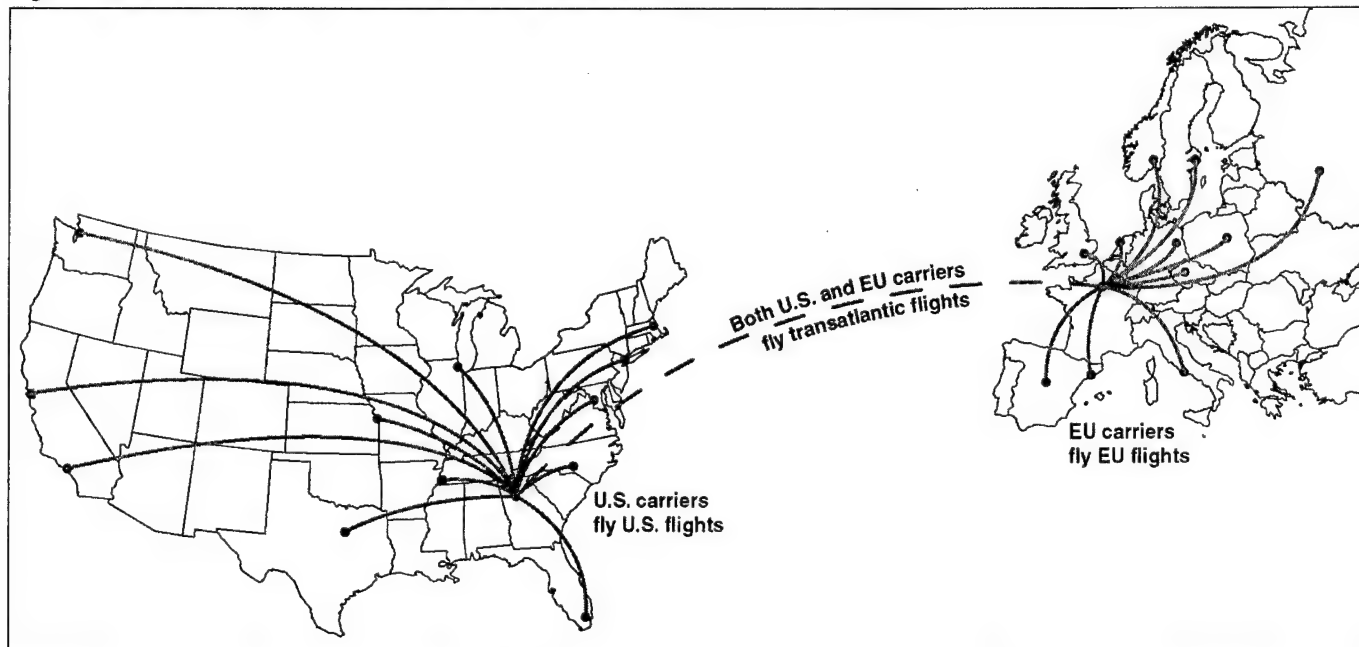 Both U.S. and EU carriers
fly transatlantic flights
EU carriers
fly EU flights
U.S. carriers
fly U.S. flights